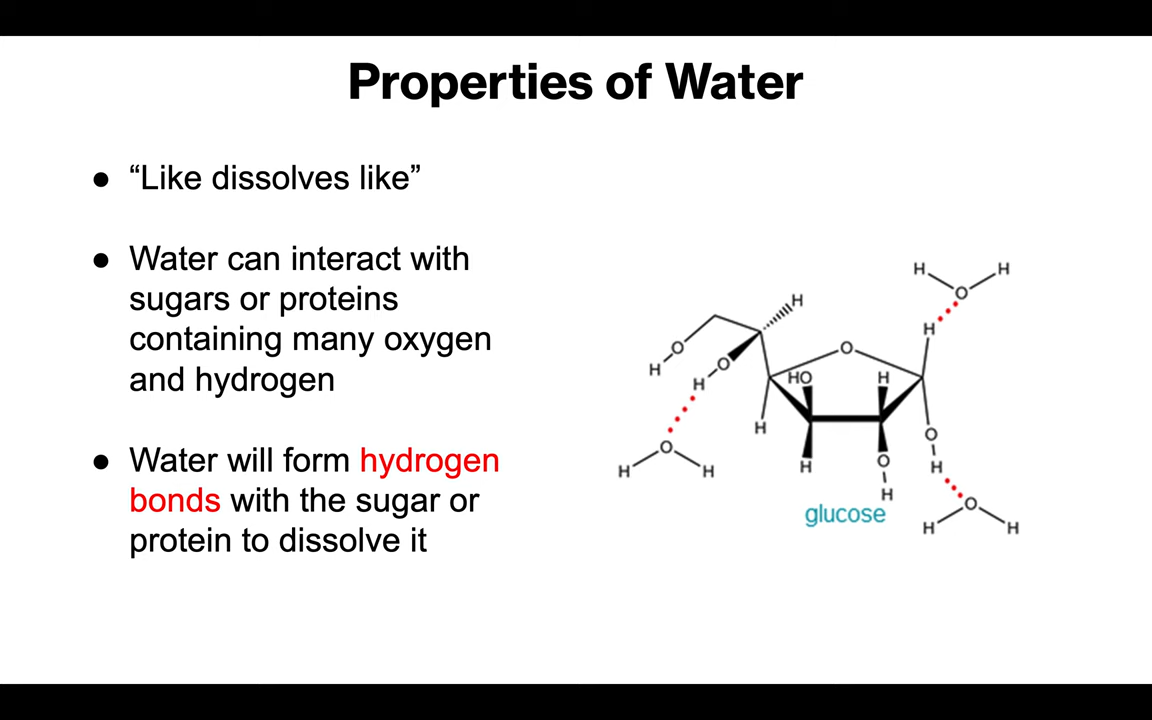 Properties of Water
● “Like dissolves like”
● Water can interact with
sugars or proteins
containing many oxygen
and hydrogen
● Water will form hydrogen
bonds with the sugar or
protein to dissolve it
H H
O
H
H
O
H
O
H
O
HO
H
H
H
O
H
O
H
O
H
H
H
O
H
H
glucose